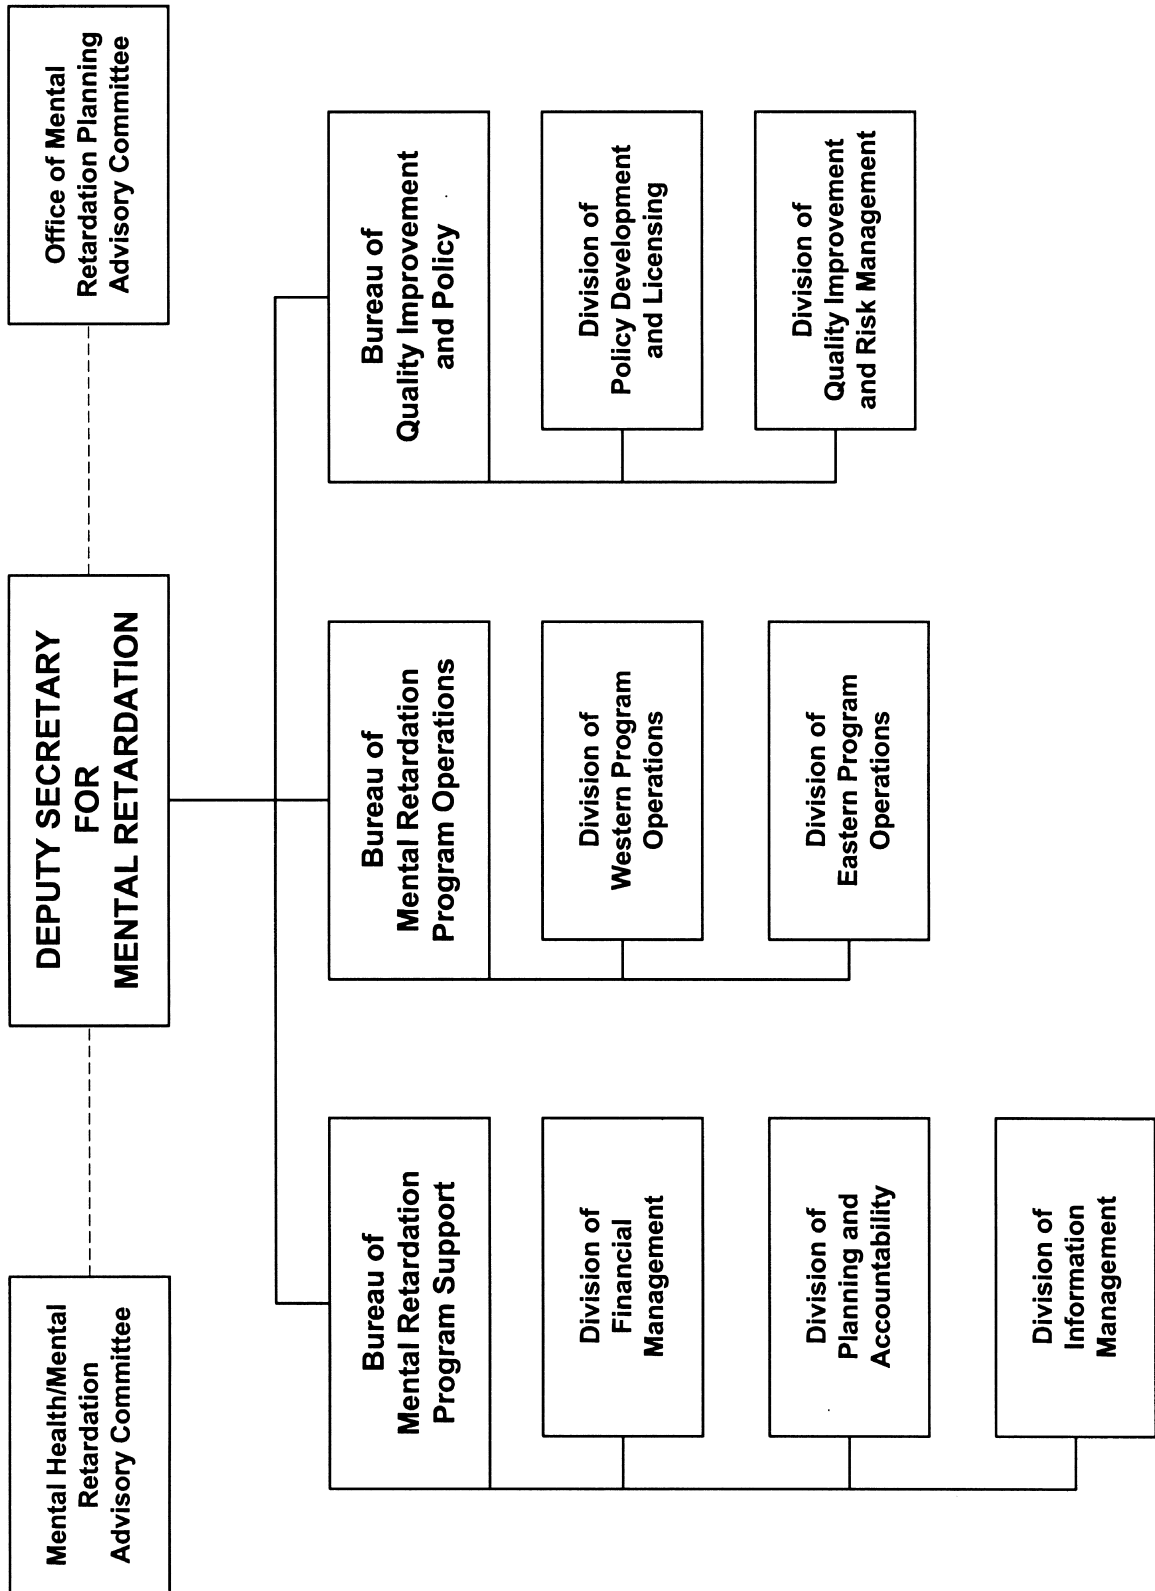 Mental Health/Mental
Retardation
Advisory Committee
DEPUTY SECRETARY
FOR
MENTAL RETARDATION
Office of Mental
Retardation Planning
Advisory Committee
Bureau of
Mental Retardation
Program Support
Division of
Financial
Management
Division of
Planning and
Accountability
Division of
Information
Management
Bureau of
Mental Retardation
Program Operations
Division of
Western Program
Operations
Division of
Eastern Program
Operations
Bureau of
Quality Improvement
and Policy
Division of
Policy Development
and Licensing
Division of
Quality Improvement
and Risk Management